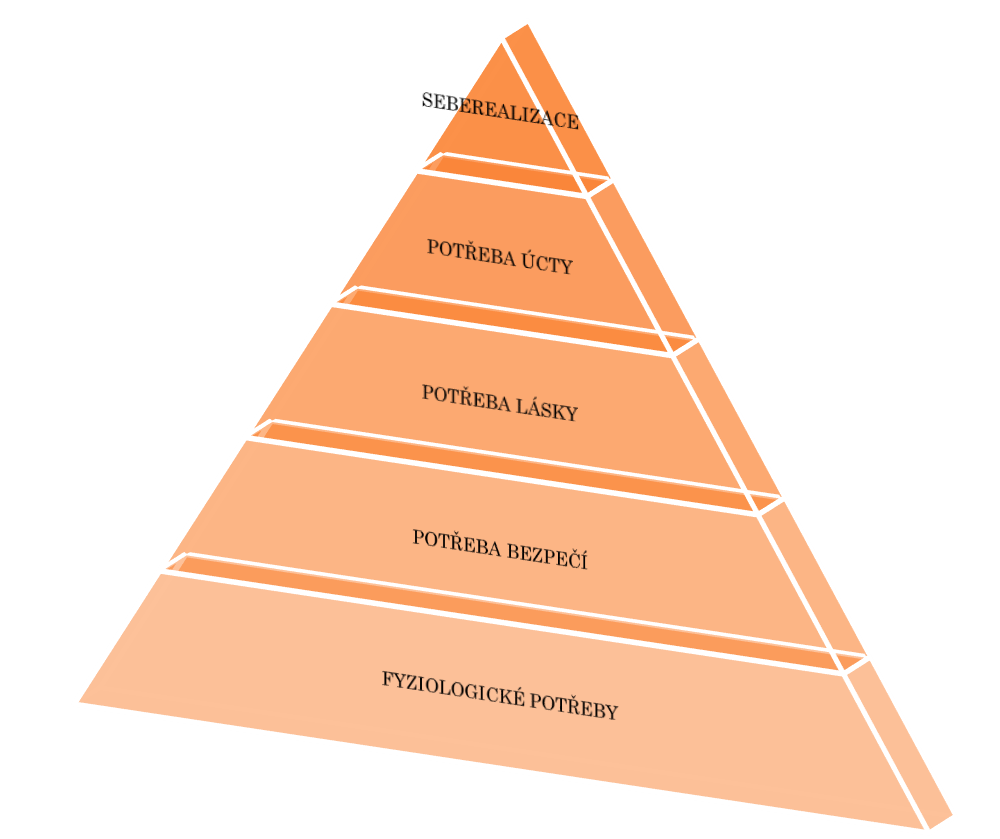 SEBEREALIZACE
POTŘEBA ÚCTY
POTŘEBA LÁSKY
POTŘEBA BEZPEČÍ
FYZIOLOGICKÉ POTŘEBY